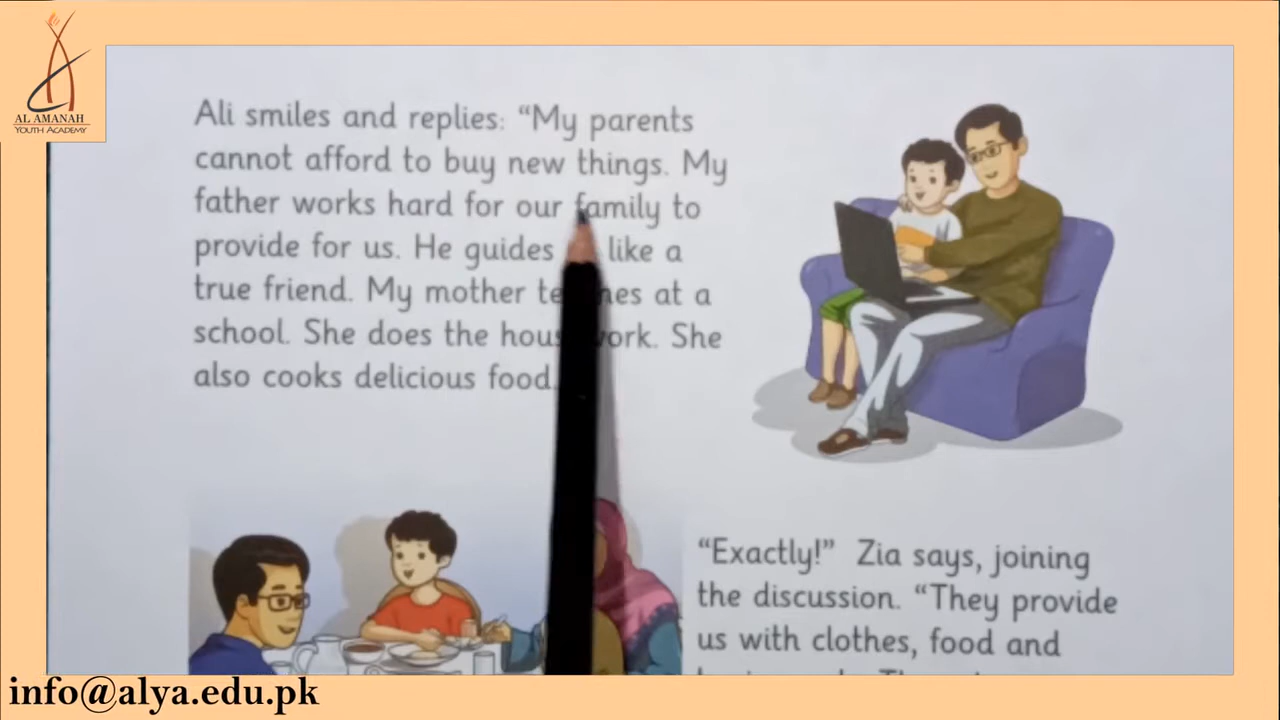 AL AMANAH
YOUTH ACADEMY
Ali smiles and replies: “My parents
cannot afford to buy new things. My
father works hard for our family to
provide for us. He guides like a
true friend. My mother teaches at a
school. She does the housework. She
also cooks delicious food.
“Exactly!” Zia says, joining
the discussion. “They provide
us with clothes, food and
info@alya.edu.pk